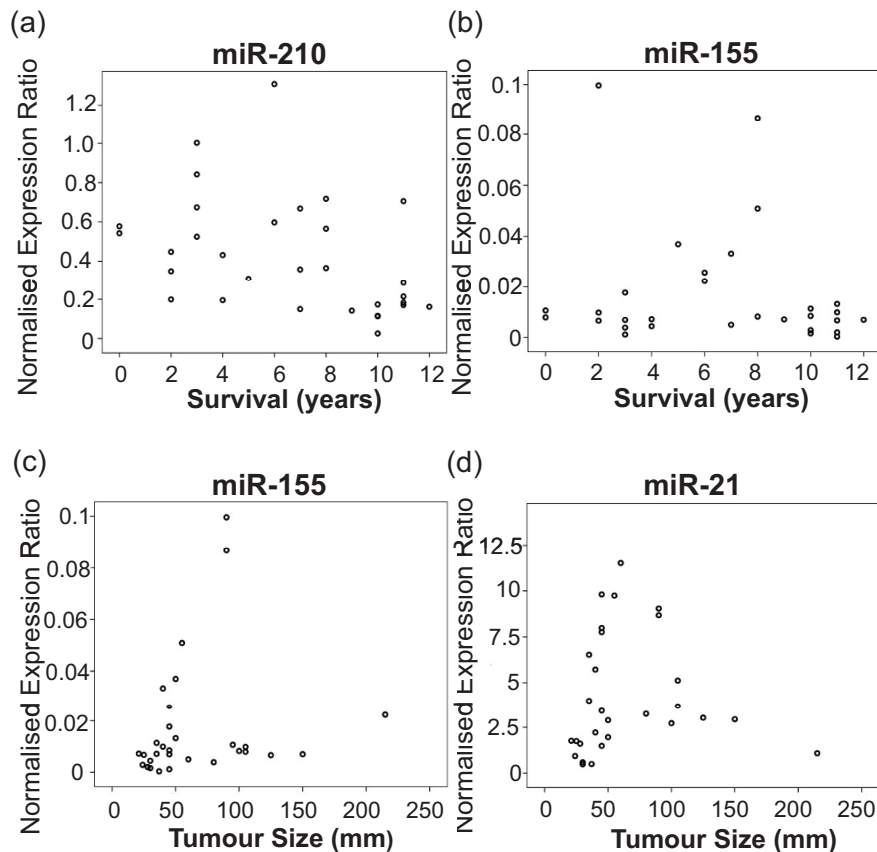 (a)
miR-210
Normalised Expression Ratio
1.2
1.0
0.8
0.6
0.4
0.2
0
0 2 4 6 8 10 12
Survival (years)
(b)
miR-155
Normalised Expression Ratio
0.1
0.08
0.06
0.04
0.02
0
0 2 4 6 8 10 12
Survival (years)
(c)
miR-155
Normalised Expression Ratio
0.1
0.08
0.06
0.04
0.02
0
0 50 100 150 200 250
Tumour Size (mm)
(d)
miR-21
Normalised Expression Ratio
12.5
10
7.5
5
2.5
0
0 50 100 150 200 250
Tumour Size (mm)